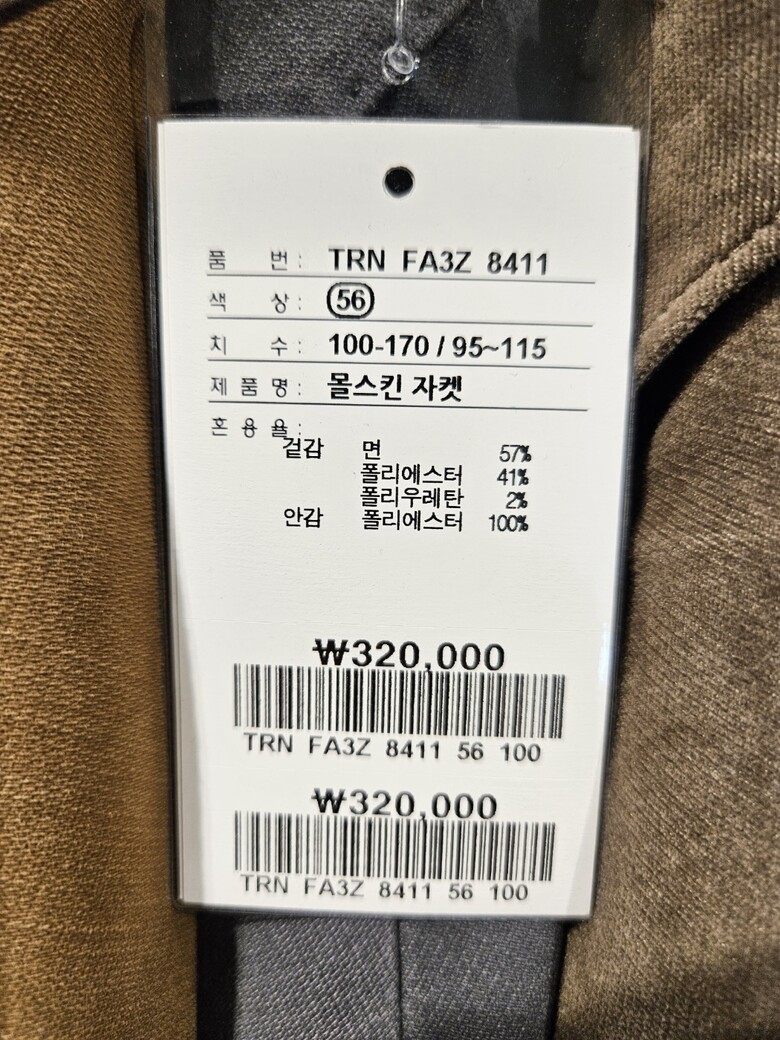 품 번 : TRN FA3Z 8411
색 상 : 56
치 수 : 100-170 / 95~115
제 품 명 : 몰스킨 자켓
혼 용 율 :
겉감 면 57%
폴리에스터 41%
폴리우레탄 2%
안감 폴리에스터 100%
₩320,000
TRN FA3Z 8411 56 100
₩320,000
TRN FA3Z 8411 56 100